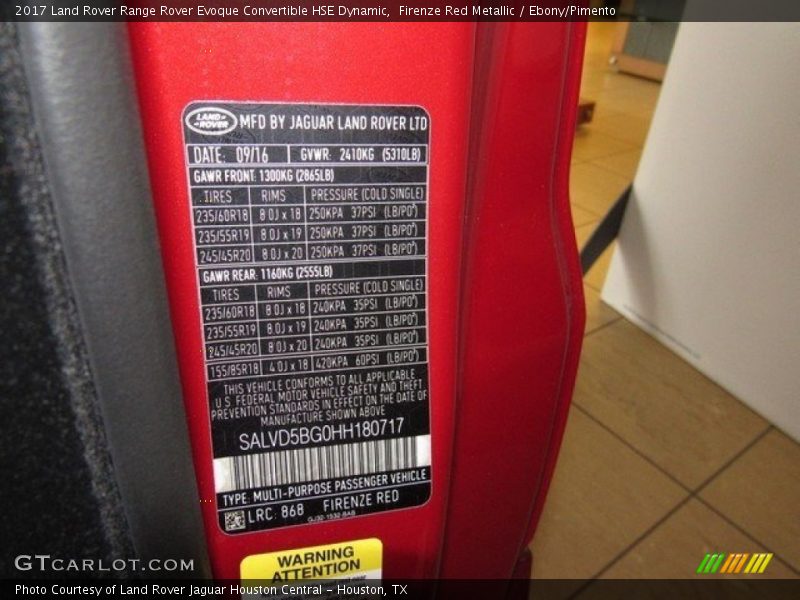 2017 Land Rover Range Rover Evoque Convertible HSE Dynamic,  Firenze Red Metallic / Ebony/Pimento
LAND-ROVER MFD BY JAGUAR LAND ROVER LTD
DATE: 09/16 GVWR: 2410KG (5310LB)
GAWR FRONT: 1300KG (2865LB)
TIRES RIMS PRESSURE (COLD SINGLE)
235/60R18 8.0J x 18 250KPA 37PSI (LB/PO²)
235/55R19 8.0J x 19 250KPA 37PSI (LB/PO²)
245/45R20 8.0J x 20 250KPA 37PSI (LB/PO²)
GAWR REAR: 1160KG (2555LB)
TIRES RIMS PRESSURE (COLD SINGLE)
235/60R18 8.0J x 18 240KPA 35PSI (LB/PO²)
235/55R19 8.0J x 19 240KPA 35PSI (LB/PO²)
245/45R20 8.0J x 20 240KPA 35PSI (LB/PO²)
155/85R18 4.0J x 18 420KPA 60PSI (LB/PO²)
THIS VEHICLE CONFORMS TO ALL APPLICABLE
U.S. FEDERAL MOTOR VEHICLE SAFETY AND THEFT
PREVENTION STANDARDS IN EFFECT ON THE DATE OF
MANUFACTURE SHOWN ABOVE
SALVD5BG0HH180717
TYPE: MULTI-PURPOSE PASSENGER VEHICLE
LRC: 868 FIRENZE RED
WARNING
ATTENTION
GTCARLOT.COM
Photo Courtesy of Land Rover Jaguar Houston Central - Houston, TX